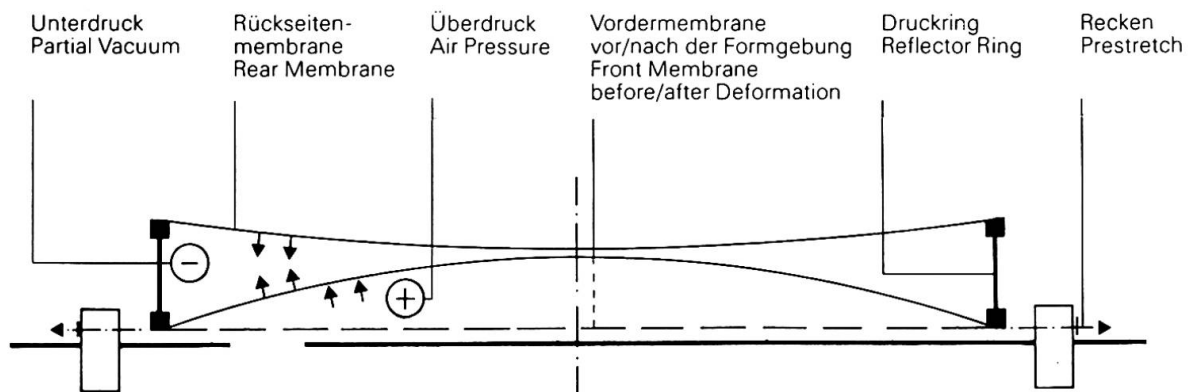 Unterdruck
Partial Vacuum
Rückseiten-
membrane
Rear Membrane
Überdruck
Air Pressure
Vordermembrane
vor/nach der Formgebung
Front Membrane
before/after Deformation
Druckring
Reflector Ring
Recken
Prestretch
−
+